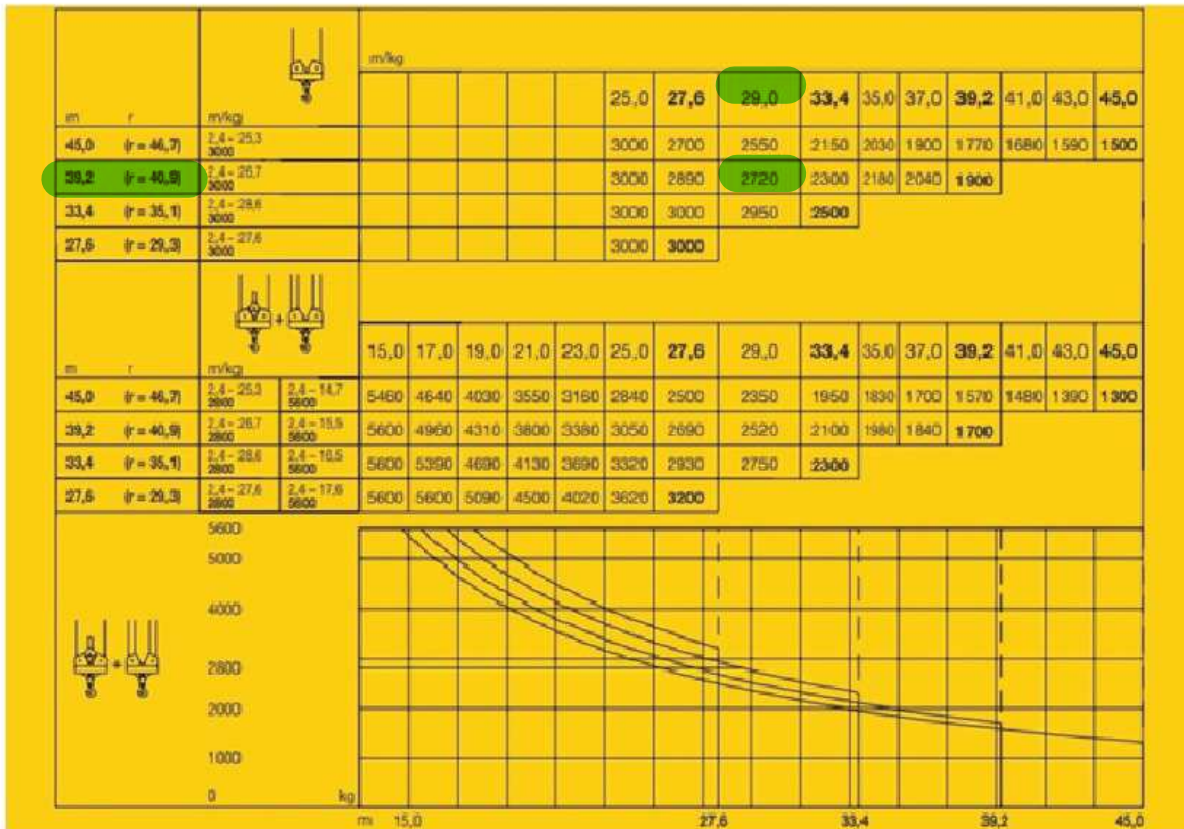 m/kg
25,0 27,6 29,0 33,4 35,0 37,0 39,2 41,0 43,0 45,0
m r m/kg
45,0 (r = 46,7) 2,4 – 25,3 3000 2700 2550 2150 2030 1900 1770 1680 1590 1500
3000
39,2 (r = 40,9) 2,4 – 26,7 3000 2890 2720 2300 2180 2040 1900
3000
33,4 (r = 35,1) 2,4 – 28,6 3000 3000 2950 2500
3000
27,6 (r = 29,3) 2,4 – 27,6 3000 3000
3000
+
15,0 17,0 19,0 21,0 23,0 25,0 27,6 29,0 33,4 35,0 37,0 39,2 41,0 43,0 45,0
m r m/kg
45,0 (r = 46,7) 2,4 – 25,3 2,4 – 14,7 5460 4640 4030 3550 3160 2840 2500 2350 1950 1830 1700 1570 1480 1390 1300
2800 5600
39,2 (r = 40,9) 2,4 – 26,7 2,4 – 15,5 5600 4960 4310 3800 3380 3050 2690 2520 2100 1980 1840 1700
2800 5600
33,4 (r = 35,1) 2,4 – 28,6 2,4 – 16,5 5600 5390 4690 4130 3690 3320 2930 2750 2300
2800 5600
27,6 (r = 29,3) 2,4 – 27,6 2,4 – 17,6 5600 5600 5090 4500 4020 3620 3200
2800 5600
5600
5000
4000
+
2800
2000
1000
0 kg
m 15,0 27,6 33,4 39,2 45,0